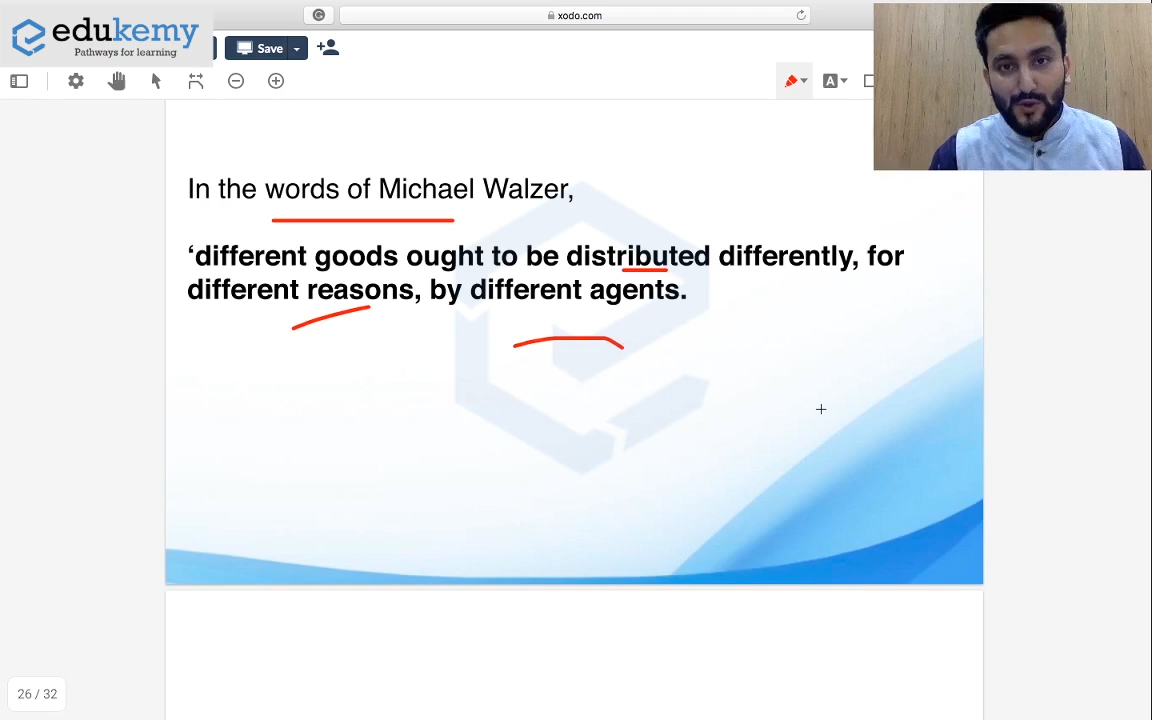 xodo.com
edukemy
Pathways for learning
Save
A
In the words of Michael Walzer,
‘different goods ought to be distributed differently, for
different reasons, by different agents.
26 / 32